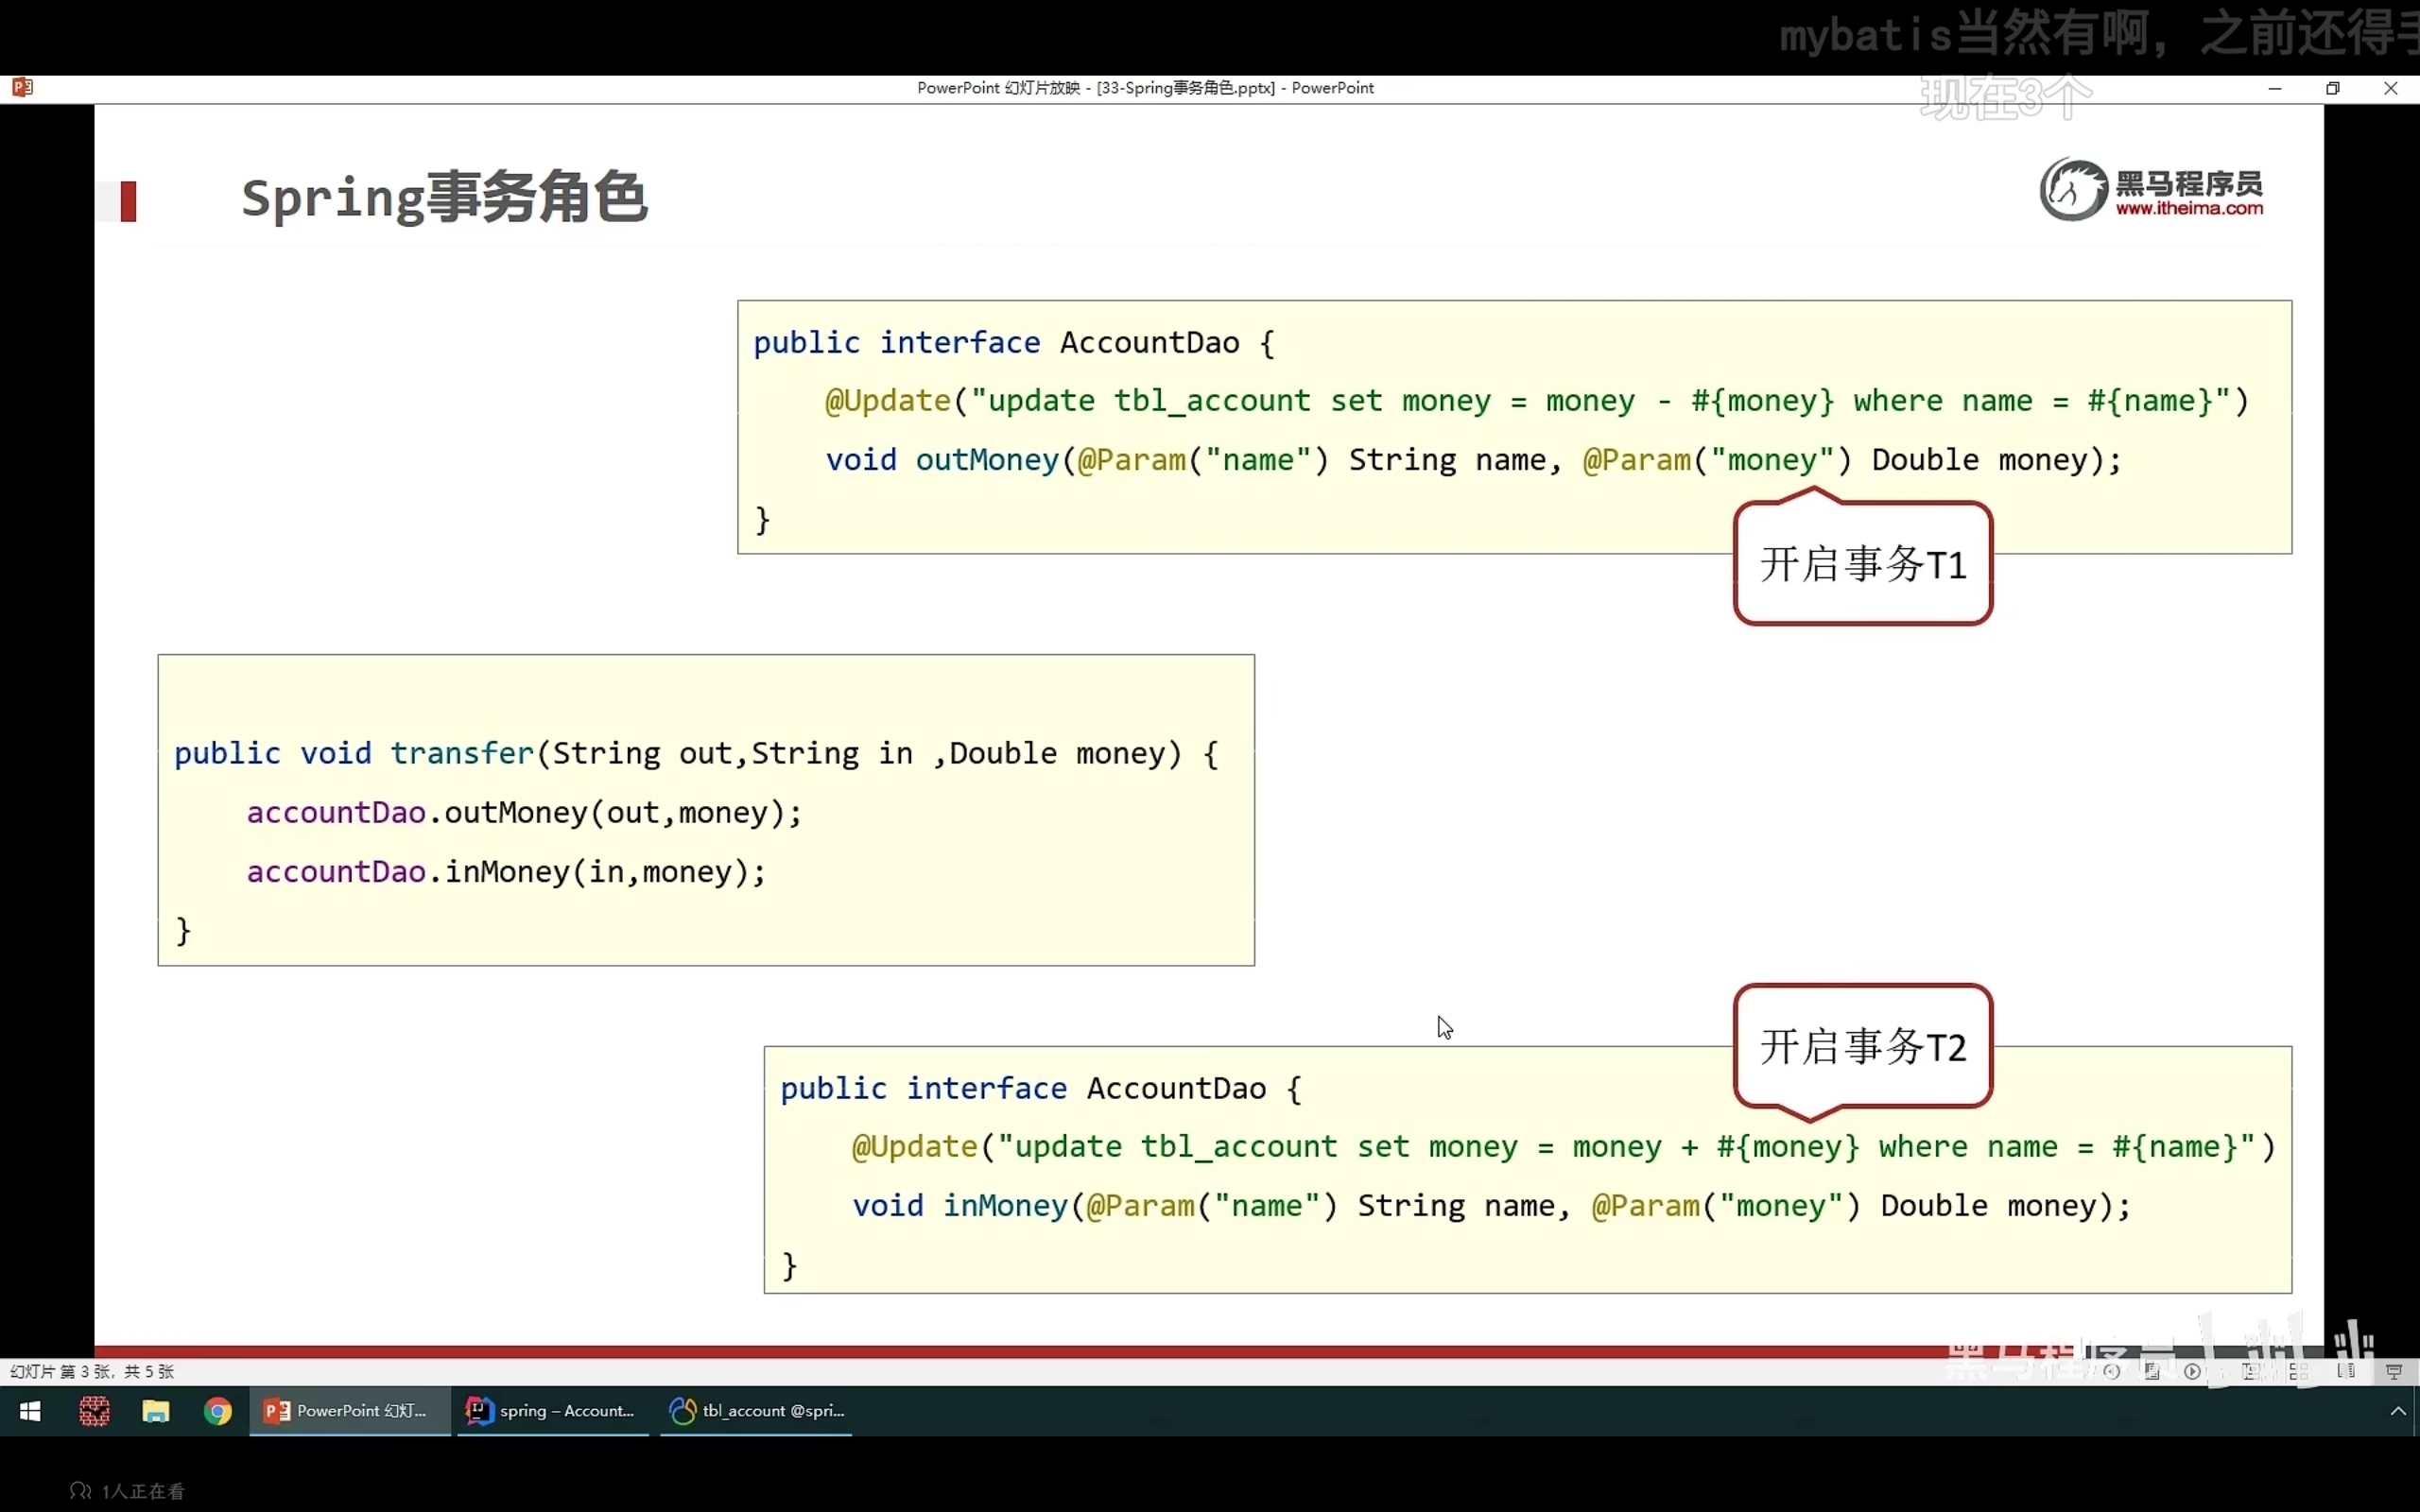 mybatis当然有啊，之前还得手
PowerPoint 幻灯片放映 - [33-Spring事务角色.pptx] - PowerPoint
现在3个
Spring事务角色
黑马程序员
www.itheima.com
public interface AccountDao {
@Update("update tbl_account set money = money - #{money} where name = #{name}")
void outMoney(@Param("name") String name, @Param("money") Double money);
}
开启事务T1
public void transfer(String out,String in ,Double money) {
accountDao.outMoney(out,money);
accountDao.inMoney(in,money);
}
开启事务T2
public interface AccountDao {
@Update("update tbl_account set money = money + #{money} where name = #{name}")
void inMoney(@Param("name") String name, @Param("money") Double money);
}
黑马程序员
幻灯片 第 3 张，共 5 张
PowerPoint 幻灯...
spring – Account...
tbl_account @spri...
1人正在看